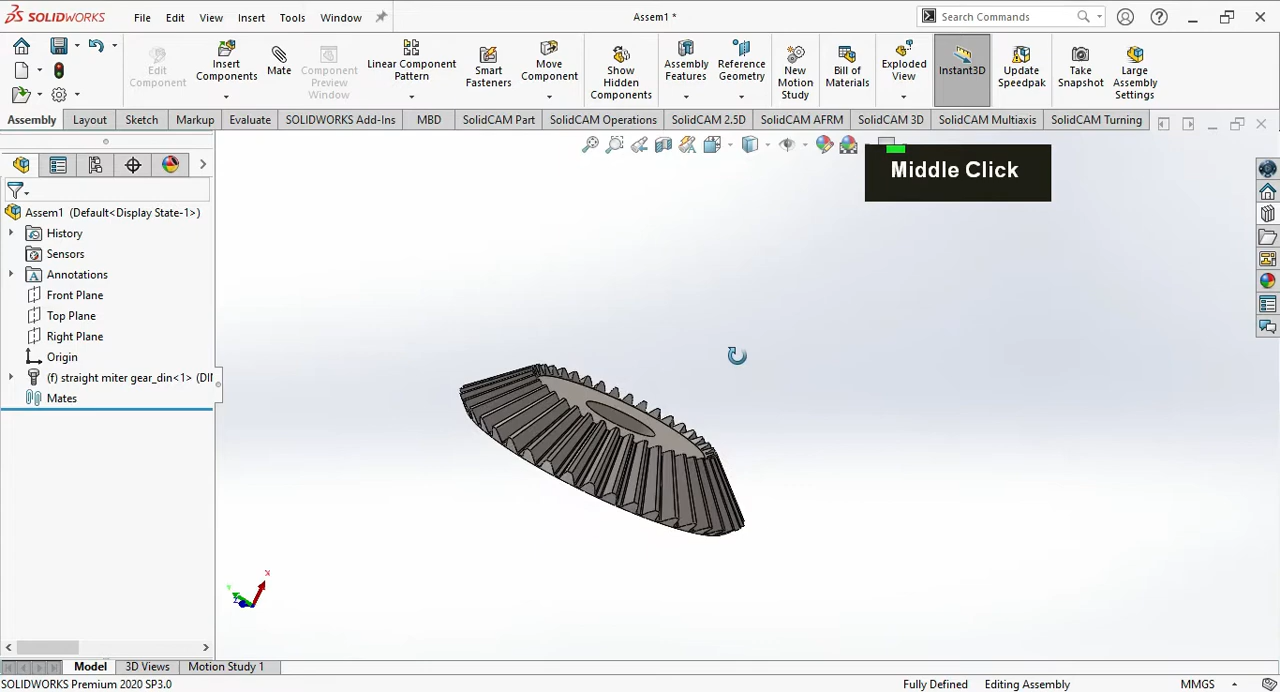 SOLIDWORKS File Edit View Insert Tools Window Assem1 * Search Commands
Edit Component
Insert Components
Mate
Component Preview Window
Linear Component Pattern
Smart Fasteners
Move Component
Show Hidden Components
Assembly Features
Reference Geometry
New Motion Study
Bill of Materials
Exploded View
Instant3D
Update Speedpak
Take Snapshot
Large Assembly Settings
Assembly Layout Sketch Markup Evaluate SOLIDWORKS Add-Ins MBD SolidCAM Part SolidCAM Operations SolidCAM 2.5D SolidCAM AFRM SolidCAM 3D SolidCAM Multiaxis SolidCAM Turning
Middle Click
Assem1 (Default<Display State-1>)
History
Sensors
Annotations
Front Plane
Top Plane
Right Plane
Origin
(f) straight miter gear_din<1> (DI
Mates
Model 3D Views Motion Study 1
SOLIDWORKS Premium 2020 SP3.0 Fully Defined Editing Assembly MMGS